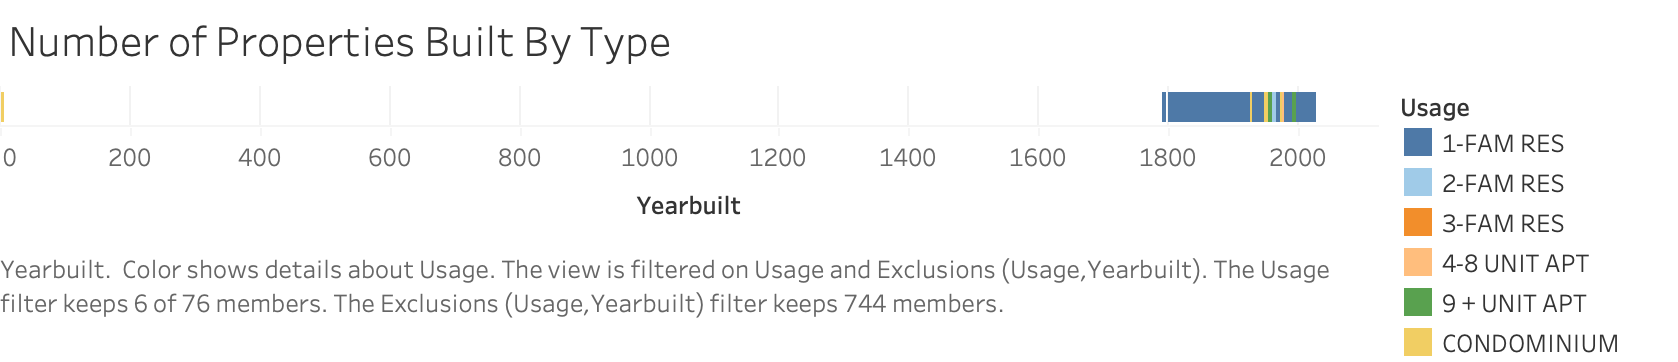 Number of Properties Built By Type
0 200 400 600 800 1000 1200 1400 1600 1800 2000
Yearbuilt
Yearbuilt. Color shows details about Usage. The view is filtered on Usage and Exclusions (Usage,Yearbuilt). The Usage
filter keeps 6 of 76 members. The Exclusions (Usage,Yearbuilt) filter keeps 744 members.
Usage
1-FAM RES
2-FAM RES
3-FAM RES
4-8 UNIT APT
9 + UNIT APT
CONDOMINIUM